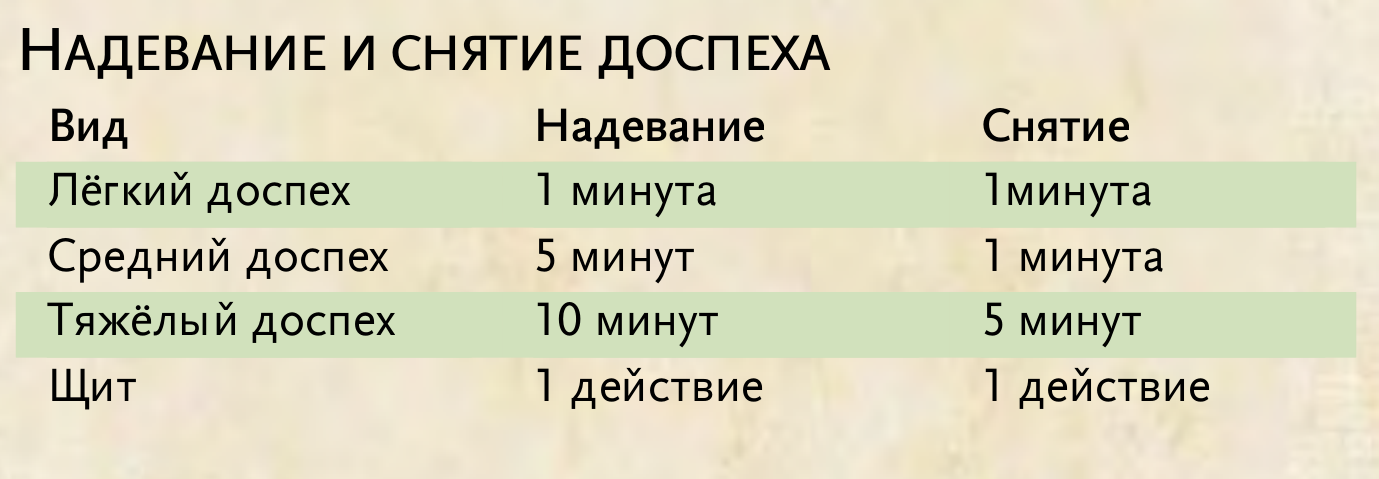 Надевание и снятие доспеха
Вид Надевание Снятие
Лёгкий доспех 1 минута 1минута
Средний доспех 5 минут 1 минута
Тяжёлый доспех 10 минут 5 минут
Щит 1 действие 1 действие